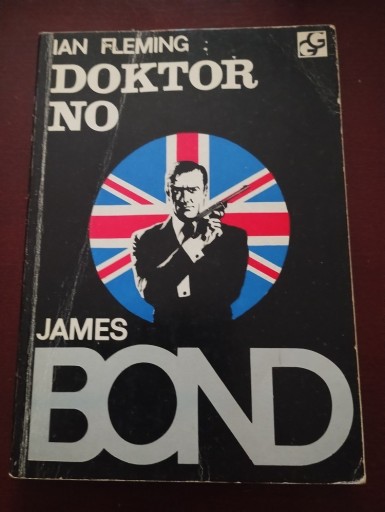 IAN FLEMING
DOKTOR
NO
JAMES
BOND